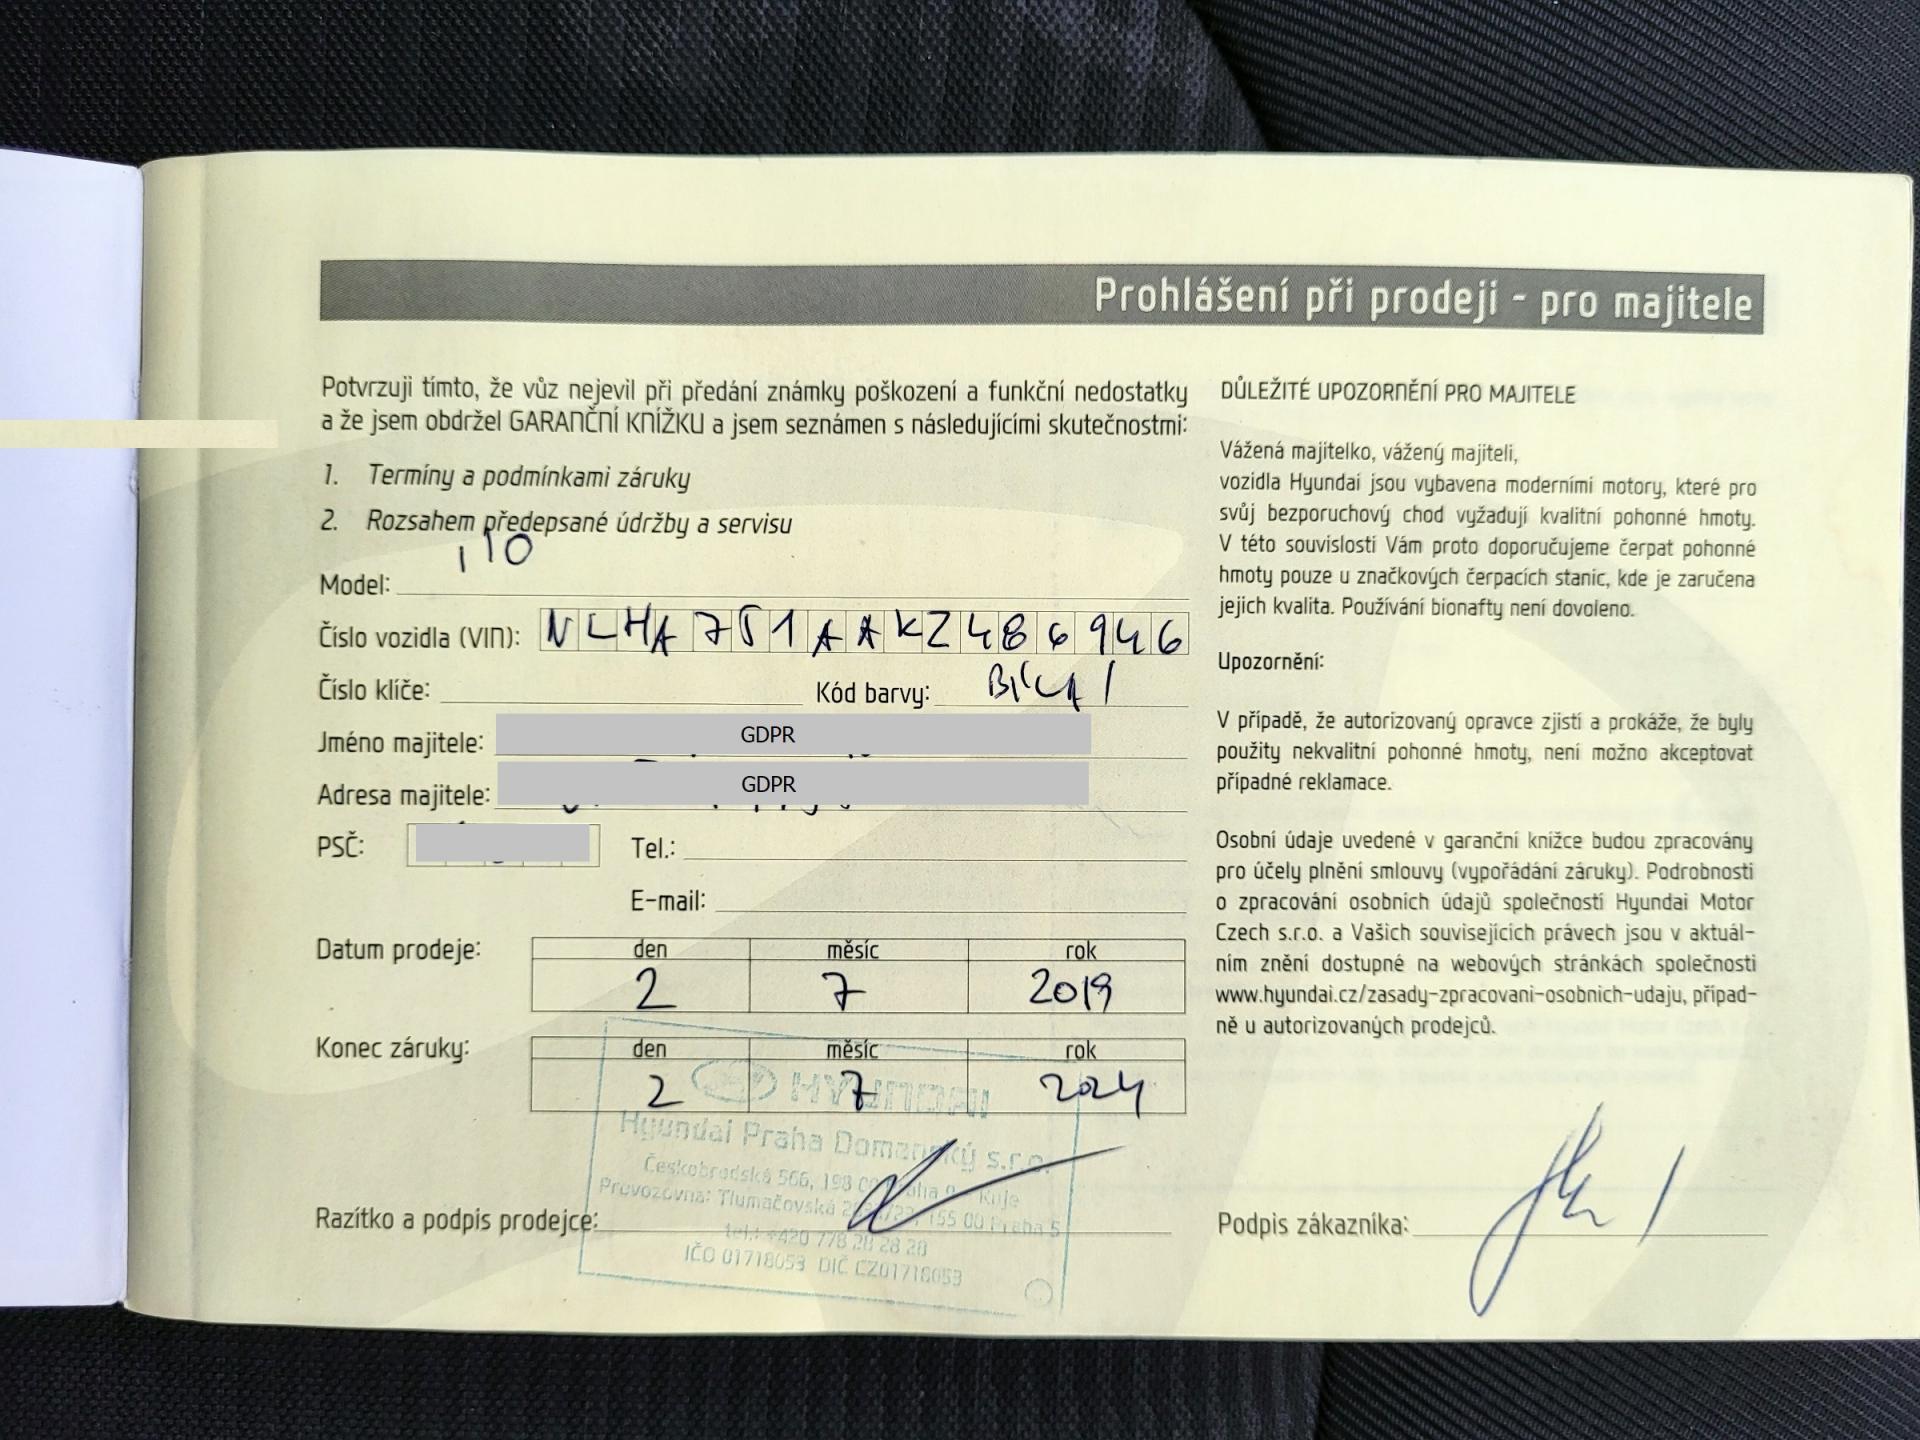 Prohlášení při prodeji - pro majitele
Potvrzuji tímto, že vůz nejevil při předání známky poškození a funkční nedostatky
a že jsem obdržel GARANČNÍ KNÍŽKU a jsem seznámen s následujícími skutečnostmi:
1. Termíny a podmínkami záruky
2. Rozsahem předepsané údržby a servisu
Model: i10
Číslo vozidla (VIN): NLHA751AAKZ486946
Číslo klíče: Kód barvy: BÍLÁ
Jméno majitele: GDPR
Adresa majitele: GDPR
PSČ: Tel.:
E-mail:
Datum prodeje: den měsíc rok
2 7 2019
Konec záruky: den měsíc rok
2 7 2024
HYUNDAI
Hyundai Praha Domanský s.r.o.
Českobrodská 566, 198 00 Praha 9 - Kyje
Provozovna: Tlumačovská 155 00 Praha 5
Razítko a podpis prodejce:
tel.: +420 778 28 28 28
IČO 01718053 DIČ CZ01718053
DŮLEŽITÉ UPOZORNĚNÍ PRO MAJITELE
Vážená majitelko, vážený majiteli,
vozidla Hyundai jsou vybavena moderními motory, které pro
svůj bezporuchový chod vyžadují kvalitní pohonné hmoty.
V této souvislosti Vám proto doporučujeme čerpat pohonné
hmoty pouze u značkových čerpacích stanic, kde je zaručena
jejich kvalita. Používání bionafty není dovoleno.
Upozornění:
V případě, že autorizovaný opravce zjistí a prokáže, že byly
použity nekvalitní pohonné hmoty, není možno akceptovat
případné reklamace.
Osobní údaje uvedené v garanční knížce budou zpracovány
pro účely plnění smlouvy (vypořádání záruky). Podrobnosti
o zpracování osobních údajů společností Hyundai Motor
Czech s.r.o. a Vašich souvisejících právech jsou v aktuál-
ním znění dostupné na webových stránkách společnosti
www.hyundai.cz/zasady-zpracovani-osobnich-udaju, případ-
ně u autorizovaných prodejců.
Podpis zákazníka: